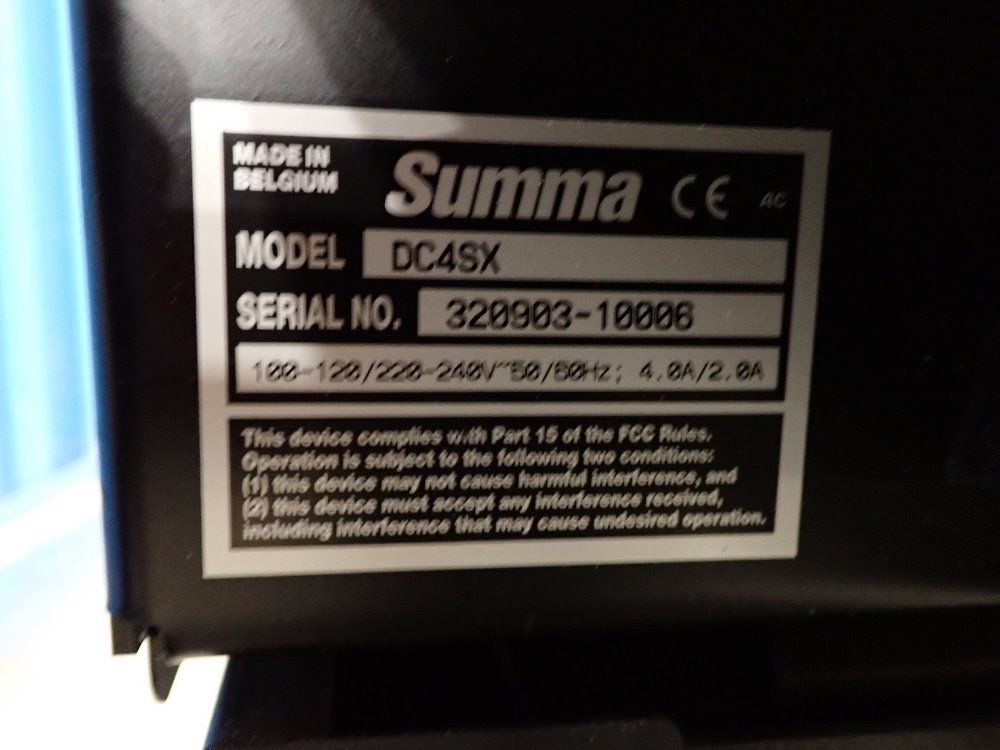 MADE IN
BELGIUM
Summa CE AC
MODEL DC4SX
SERIAL NO. 320903-10006
100-120/220-240V~50/60Hz; 4.0A/2.0A
This device complies with Part 15 of the FCC Rules.
Operation is subject to the following two conditions:
(1) this device may not cause harmful interference, and
(2) this device must accept any interference received,
including interference that may cause undesired operation.